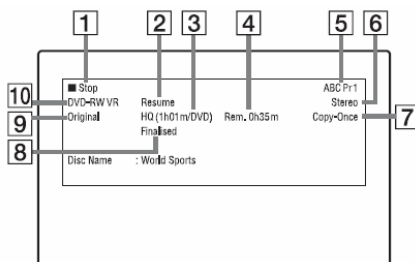 1 2 3 4 5 6
■ Stop ABC Pr1
10 DVD-RW VR Resume Stereo
9 Original HQ (1h01m/DVD) Rem. 0h35m Copy-Once 7
8 Finalised
Disc Name : World Sports